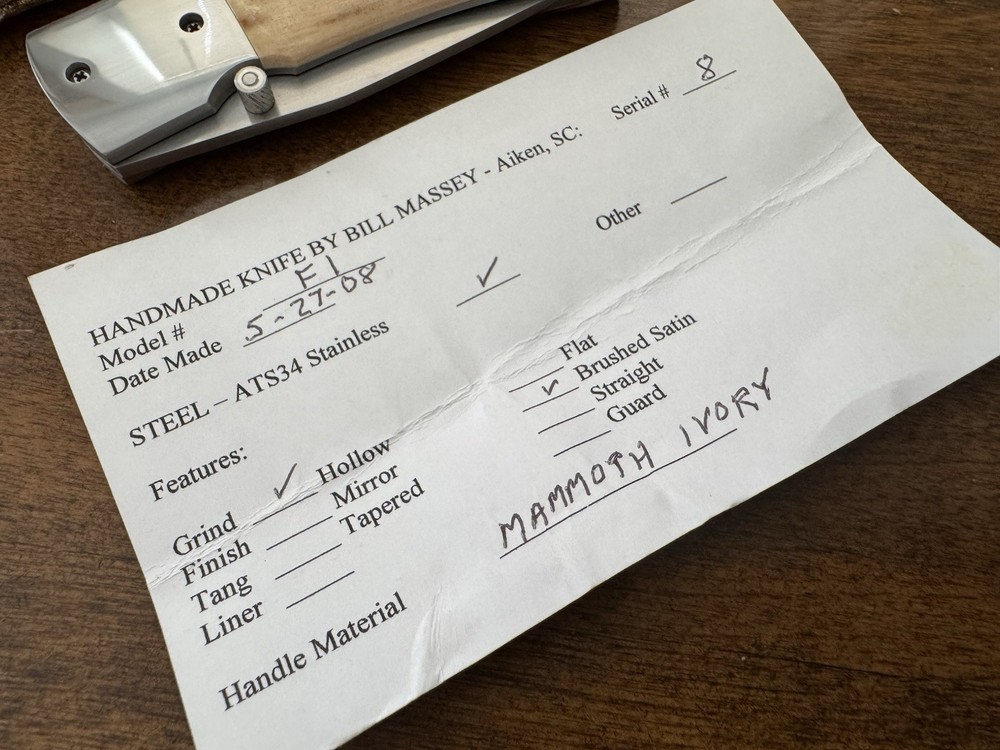 HANDMADE KNIFE BY BILL MASSEY - Aiken, SC: Serial # 8
Model # F1
Date Made 5-27-08
STEEL – ATS34 Stainless ✓ Other
Features:
Grind ✓ Hollow Flat
Finish Mirror ✓ Brushed Satin
Tang Tapered Straight
Liner Guard
Handle Material MAMMOTH IVORY